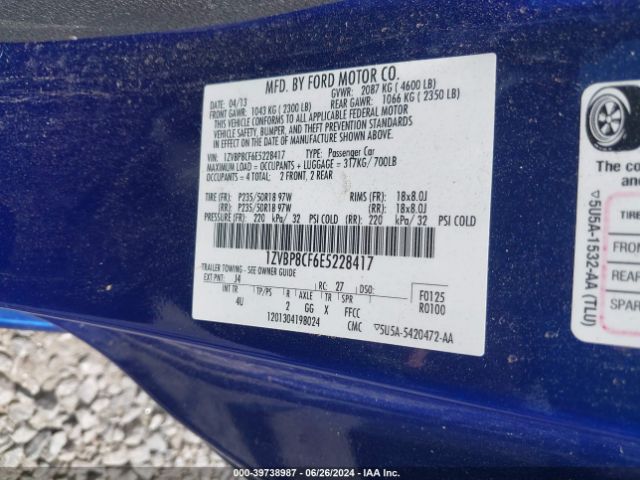 MFD. BY FORD MOTOR CO.
DATE: 04/13 GVWR: 2087 KG ( 4600 LB)
FRONT GAWR: 1043 KG ( 2300 LB) REAR GAWR: 1066 KG ( 2350 LB)
THIS VEHICLE CONFORMS TO ALL APPLICABLE FEDERAL MOTOR
VEHICLE SAFETY, BUMPER, AND THEFT PREVENTION STANDARDS
IN EFFECT ON THE DATE OF MANUFACTURE SHOWN ABOVE.
VIN: 1ZVBP8CF6E5228417 TYPE: Passenger Car
MAXIMUM LOAD = OCCUPANTS + LUGGAGE = 317KG/ 700LB
OCCUPANTS = 4 TOTAL: 2 FRONT, 2 REAR
TIRE (FR): P235/50R18 97W RIMS (FR): 18x8.0J
(RR): P235/50R18 97W (RR): 18x8.0J
PRESSURE (FR): 220 kPa/ 32 PSI COLD (RR): 220 kPa/ 32 PSI COLD
1ZVBP8CF6E5228417
TRAILER TOWING - SEE OWNER GUIDE
EXT PNT: J4 RC: 27 DSO: F0125
INT TR TP/PS R AXLE TR SPR R0100
4U 2 GG X FFCC
1201304198024 CMC ▽5U5A-5420472-AA
The co
and
▽5U5A-1532-AA (TLU)
TIRE
FRON
REAR
SPAR
000-39738987 - 06/26/2024 - IAA Inc.